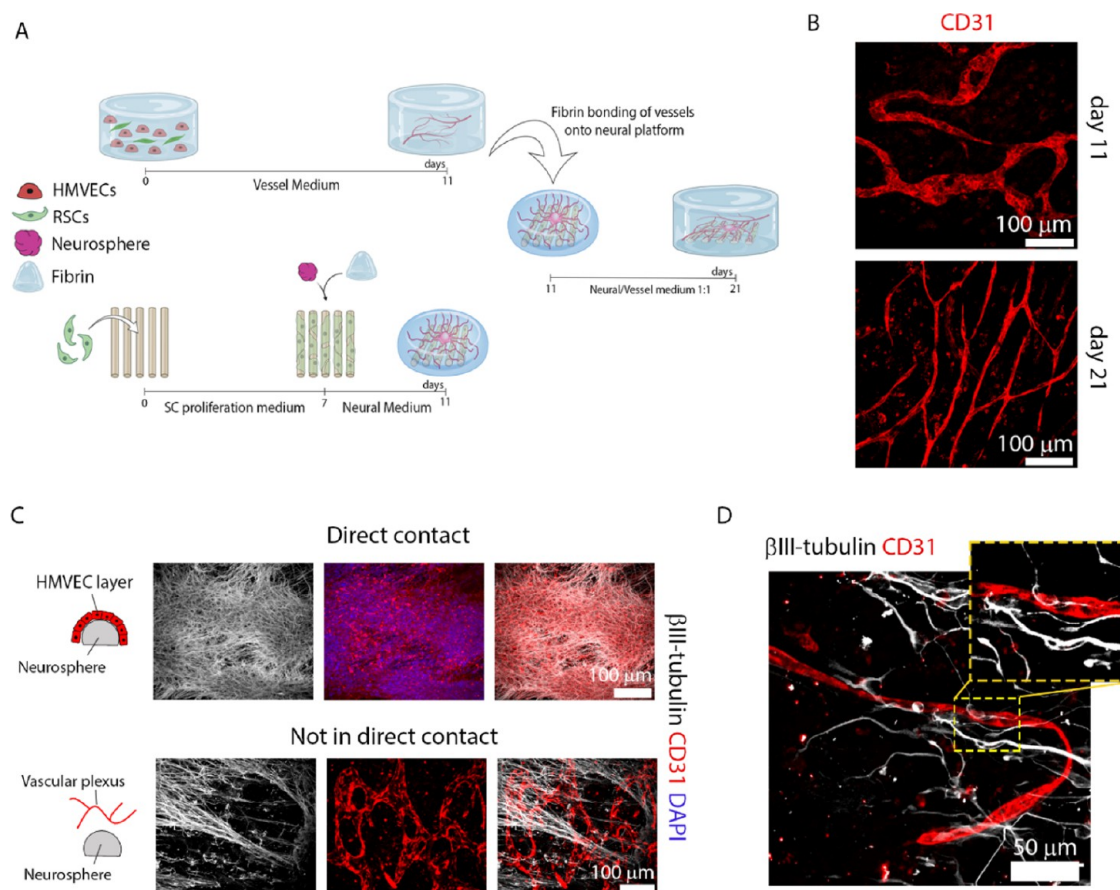 A
HMVECs
RSCs
Neurosphere
Fibrin
days
0
11
Vessel Medium
Fibrin bonding of vessels
onto neural platform
days
11
21
Neural/Vessel medium 1:1
days
0
SC proliferation medium
7
Neural Medium
11
B
CD31
day 11
100 µm
day 21
100 µm
C
Direct contact
HMVEC layer
Neurosphere
100 µm
Not in direct contact
Vascular plexus
Neurosphere
100 µm
βIII-tubulin CD31 DAPI
D
βIII-tubulin CD31
50 µm